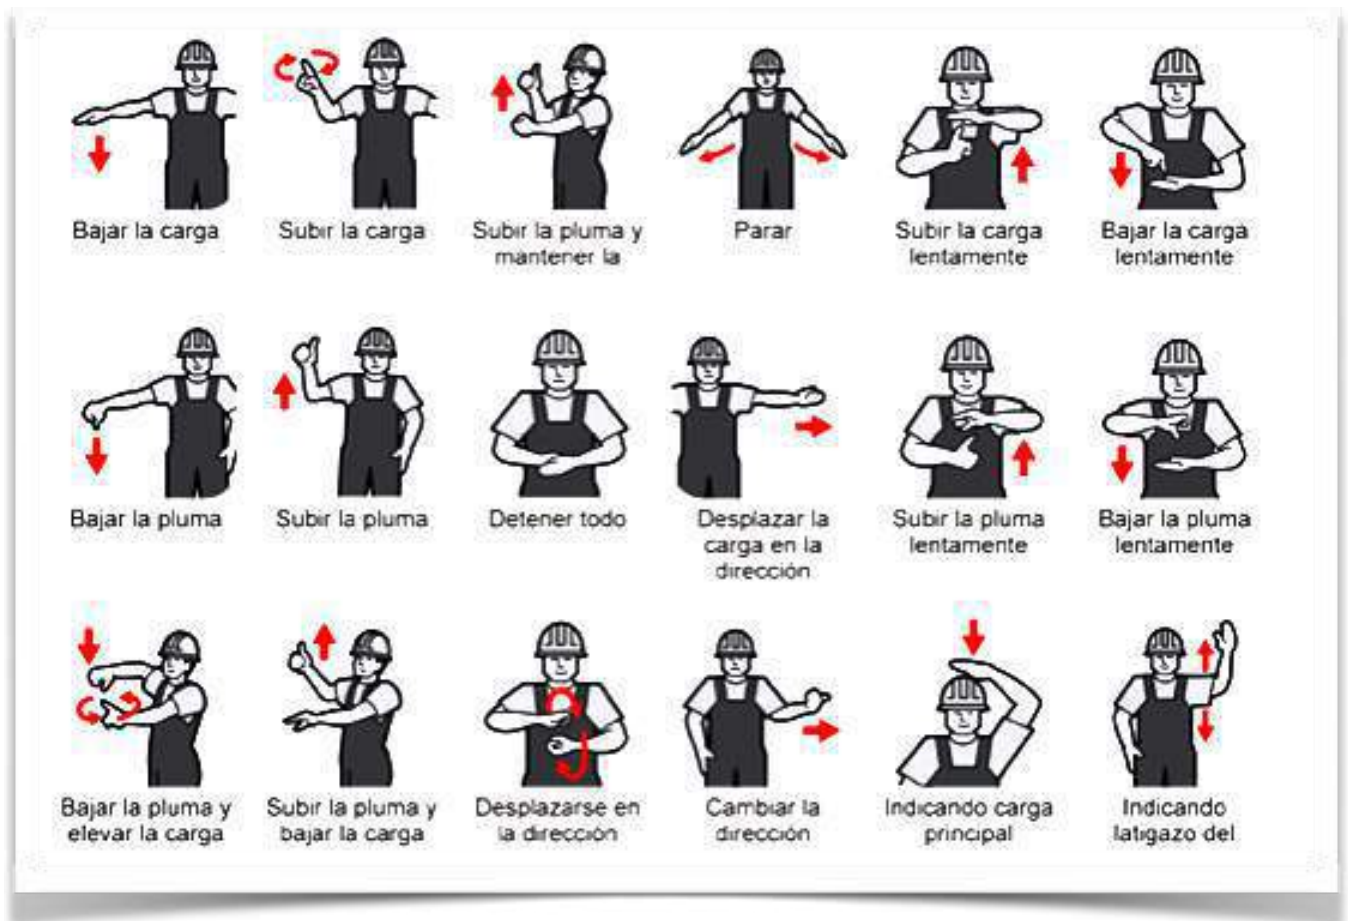 Bajar la carga
Subir la carga
Subir la pluma y
mantener la
Parar
Subir la carga
lentamente
Bajar la carga
lentamente
Bajar la pluma
Subir la pluma
Detener todo
Desplazar la
carga en la
dirección
Subir la pluma
lentamente
Bajar la pluma
lentamente
Bajar la pluma y
elevar la carga
Subir la pluma y
bajar la carga
Desplazarse en
la dirección
Cambiar la
dirección
Indicando carga
principal
Indicando
latigazo del